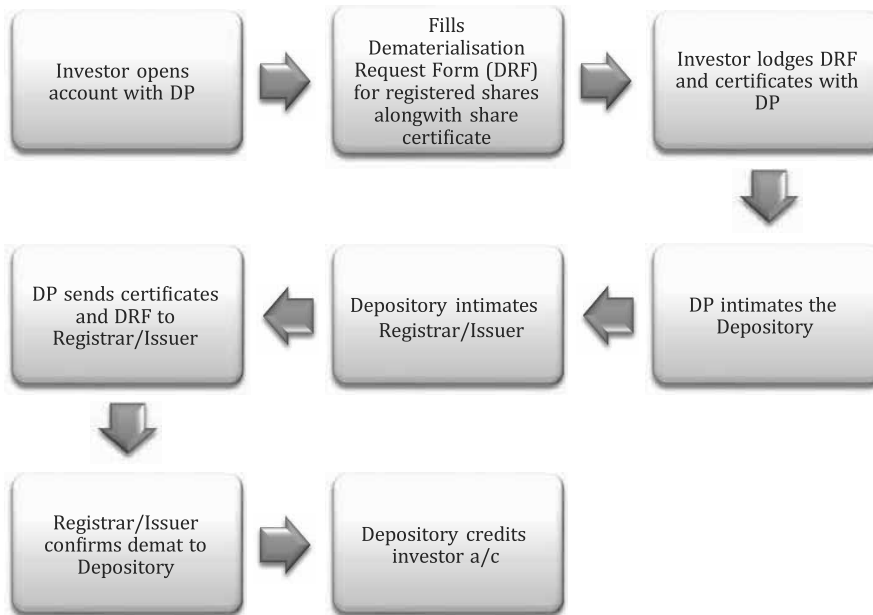 Investor opens
account with DP
Fills
Dematerialisation
Request Form (DRF)
for registered shares
alongwith share
certificate
Investor lodges DRF
and certificates with
DP
DP intimates the
Depository
Depository intimates
Registrar/Issuer
DP sends certificates
and DRF to
Registrar/Issuer
Registrar/Issuer
confirms demat to
Depository
Depository credits
investor a/c